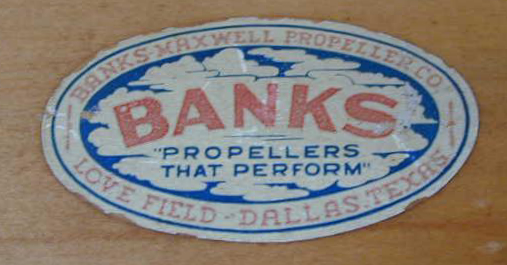 BANKS-MAXWELL PROPELLER CO.
BANKS
"PROPELLERS
THAT PERFORM"
LOVE FIELD - DALLAS, TEXAS